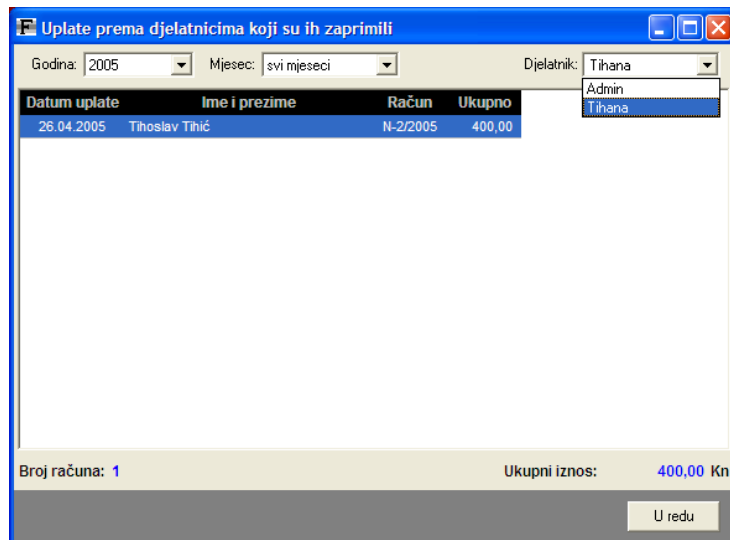 F Uplate prema djelatnicima koji su ih zaprimili
Godina: 2005 Mjesec: svi mjeseci Djelatnik: Tihana
Admin
Tihana
Datum uplate Ime i prezime Račun Ukupno
26.04.2005 Tihoslav Tihić N-2/2005 400,00
Broj računa: 1 Ukupni iznos: 400,00 Kn
U redu